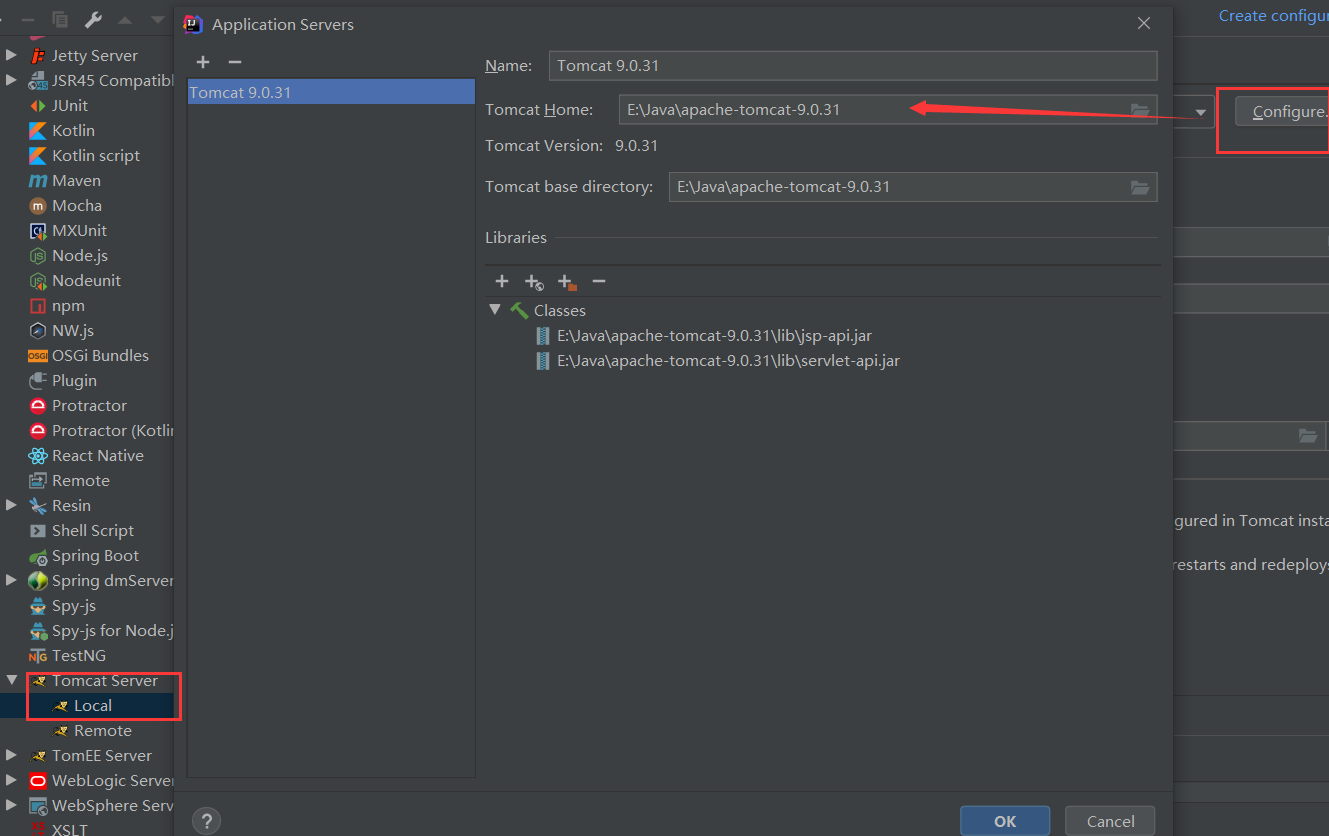 Application Servers
Create configur
Jetty Server
JSR45 Compatibl
JUnit
Kotlin
Kotlin script
Maven
Mocha
MXUnit
Node.js
Nodeunit
npm
NW.js
OSGi Bundles
Plugin
Protractor
Protractor (Kotlin
React Native
Remote
Resin
Shell Script
Spring Boot
Spring dmServer
Spy-js
Spy-js for Node.j
TestNG
Tomcat Server
Local
Remote
TomEE Server
WebLogic Server
WebSphere Serv
XSLT
Tomcat 9.0.31
Name: Tomcat 9.0.31
Tomcat Home: E:\Java\apache-tomcat-9.0.31
Tomcat Version: 9.0.31
Tomcat base directory: E:\Java\apache-tomcat-9.0.31
Libraries
Classes
E:\Java\apache-tomcat-9.0.31\lib\jsp-api.jar
E:\Java\apache-tomcat-9.0.31\lib\servlet-api.jar
?
OK
Cancel
Configure.
gured in Tomcat insta
restarts and redeploys